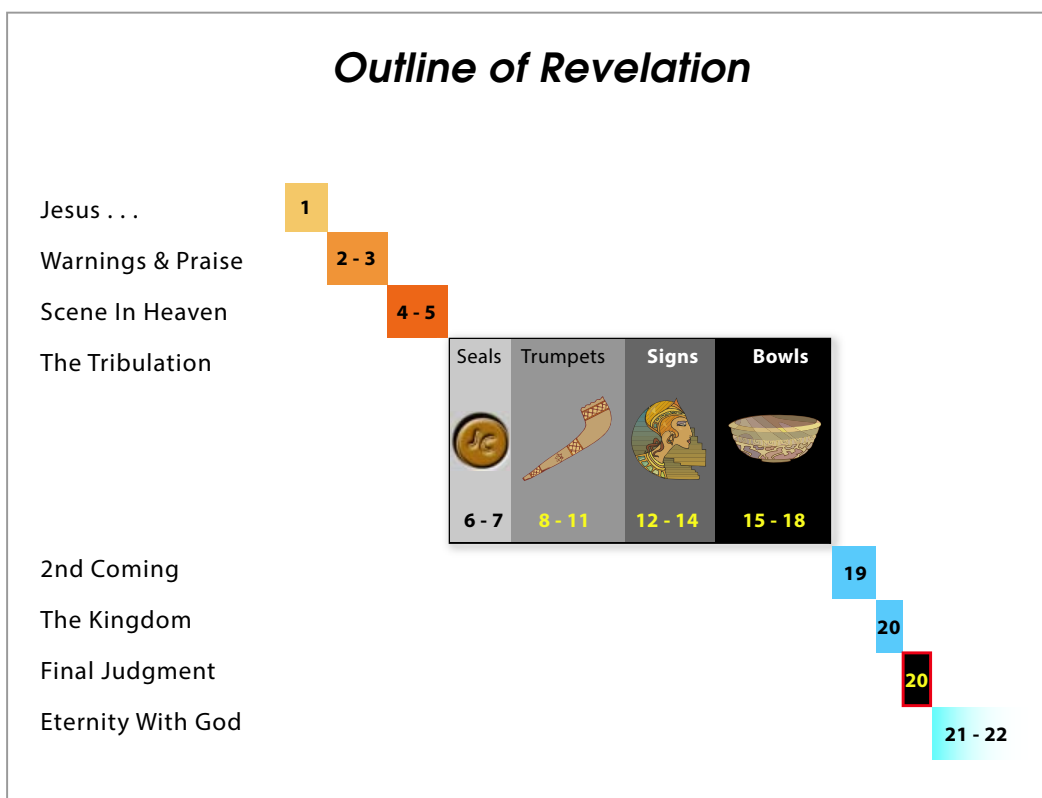 Outline of Revelation
Jesus . . . 1
Warnings & Praise 2 - 3
Scene In Heaven 4 - 5
The Tribulation Seals Trumpets Signs Bowls
JC
6 - 7 8 - 11 12 - 14 15 - 18
2nd Coming 19
The Kingdom 20
Final Judgment 20
Eternity With God 21 - 22